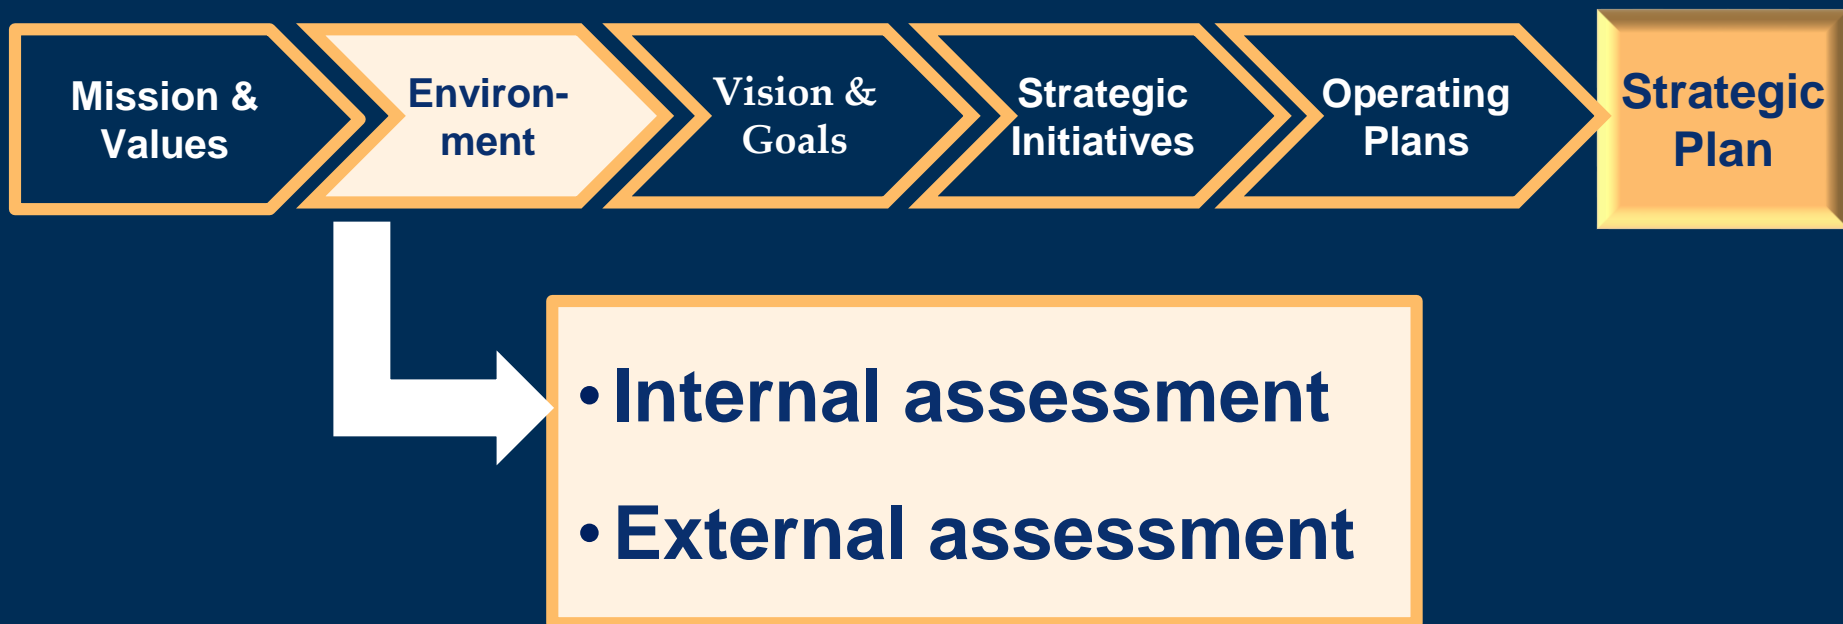 Mission &
Values
Environ-
ment
Vision &
Goals
Strategic
Initiatives
Operating
Plans
Strategic
Plan
• Internal assessment
• External assessment